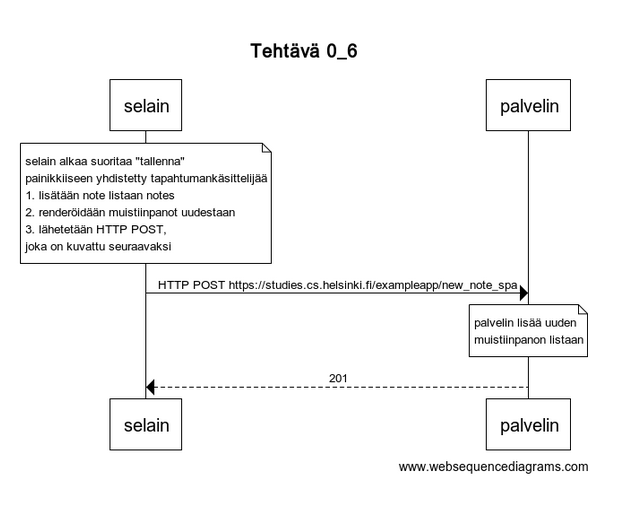 Tehtävä 0_6
selain
palvelin
selain alkaa suoritaa "tallenna"
painikkiiseen yhdistetty tapahtumankäsittelijää
1. lisätään note listaan notes
2. renderöidään muistiinpanot uudestaan
3. lähetetään HTTP POST,
joka on kuvattu seuraavaksi
HTTP POST https://studies.cs.helsinki.fi/exampleapp/new_note_spa
palvelin lisää uuden
muistiinpanon listaan
201
selain
palvelin
www.websequencediagrams.com